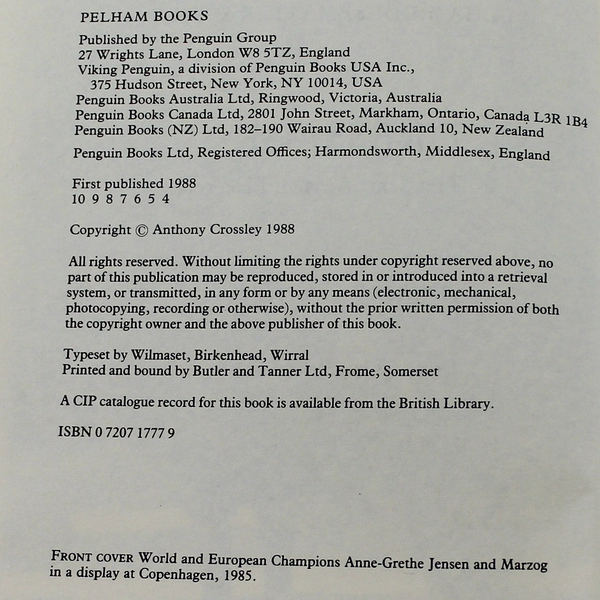 PELHAM BOOKS
Published by the Penguin Group
27 Wrights Lane, London W8 5TZ, England
Viking Penguin, a division of Penguin Books USA Inc.,
375 Hudson Street, New York, NY 10014, USA
Penguin Books Australia Ltd, Ringwood, Victoria, Australia
Penguin Books Canada Ltd, 2801 John Street, Markham, Ontario, Canada L3R 1B4
Penguin Books (NZ) Ltd, 182–190 Wairau Road, Auckland 10, New Zealand
Penguin Books Ltd, Registered Offices; Harmondsworth, Middlesex, England
First published 1988
10 9 8 7 6 5 4
Copyright © Anthony Crossley 1988
All rights reserved. Without limiting the rights under copyright reserved above, no
part of this publication may be reproduced, stored in or introduced into a retrieval
system, or transmitted, in any form or by any means (electronic, mechanical,
photocopying, recording or otherwise), without the prior written permission of both
the copyright owner and the above publisher of this book.
Typeset by Wilmaset, Birkenhead, Wirral
Printed and bound by Butler and Tanner Ltd, Frome, Somerset
A CIP catalogue record for this book is available from the British Library.
ISBN 0 7207 1777 9
FRONT COVER World and European Champions Anne-Grethe Jensen and Marzog
in a display at Copenhagen, 1985.